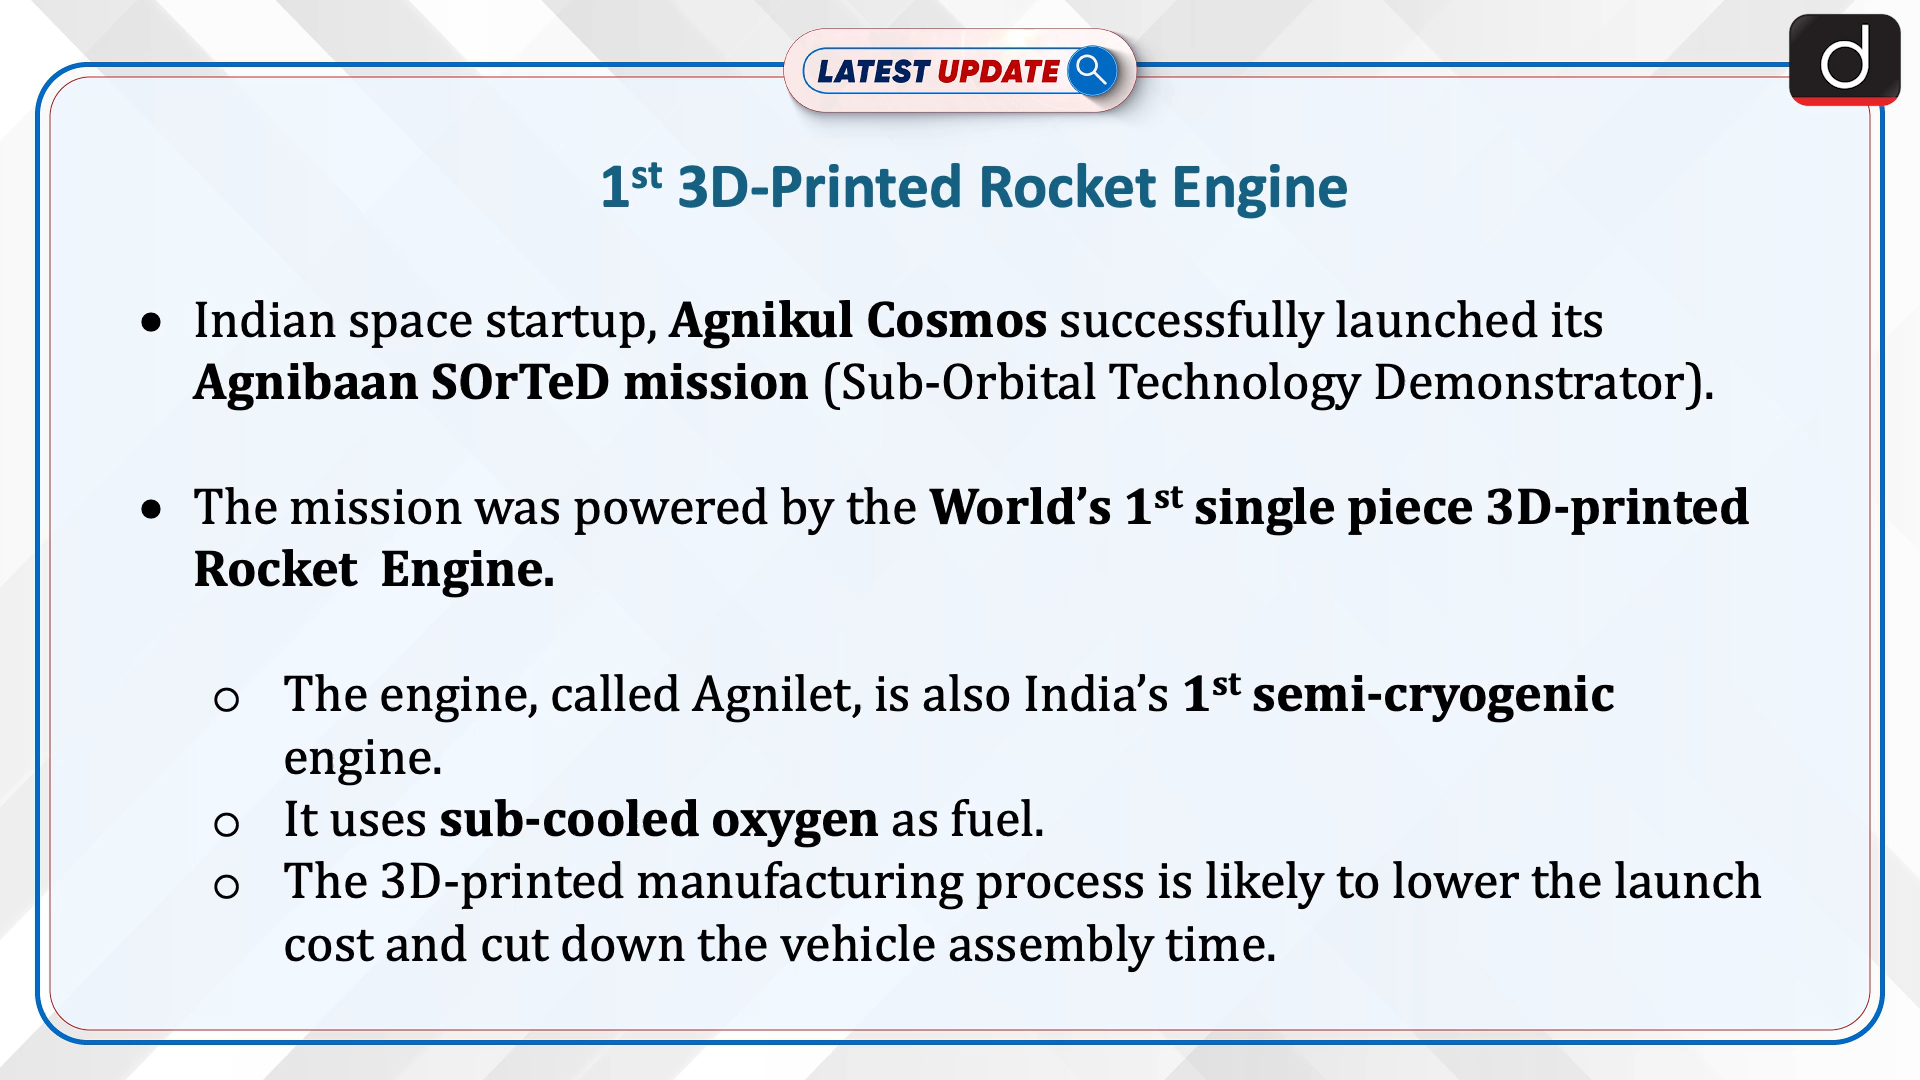 LATEST UPDATE
d
1st 3D-Printed Rocket Engine
• Indian space startup, Agnikul Cosmos successfully launched its
Agnibaan SOrTeD mission (Sub-Orbital Technology Demonstrator).
• The mission was powered by the World’s 1st single piece 3D-printed
Rocket  Engine.
o The engine, called Agnilet, is also India’s 1st semi-cryogenic
engine.
o It uses sub-cooled oxygen as fuel.
o The 3D-printed manufacturing process is likely to lower the launch
cost and cut down the vehicle assembly time.